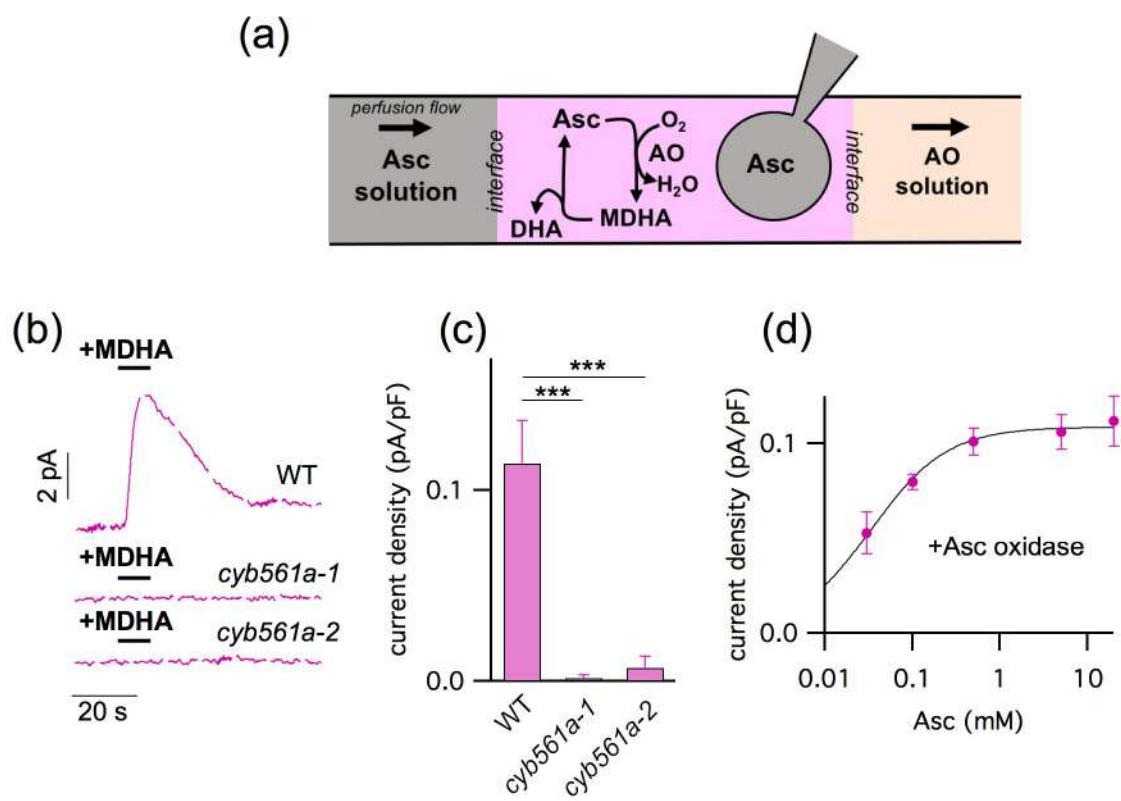 (a)
perfusion flow
Asc
solution
interface
Asc
O₂
AO
H₂O
MDHA
DHA
Asc
interface
AO
solution
(b)
+MDHA
2 pA
WT
+MDHA
cyb561a-1
+MDHA
cyb561a-2
20 s
(c)
***
***
current density (pA/pF)
0.1
0.0
WT
cyb561a-1
cyb561a-2
(d)
current density (pA/pF)
0.1
0.0
+Asc oxidase
0.01 0.1 1 10
Asc (mM)